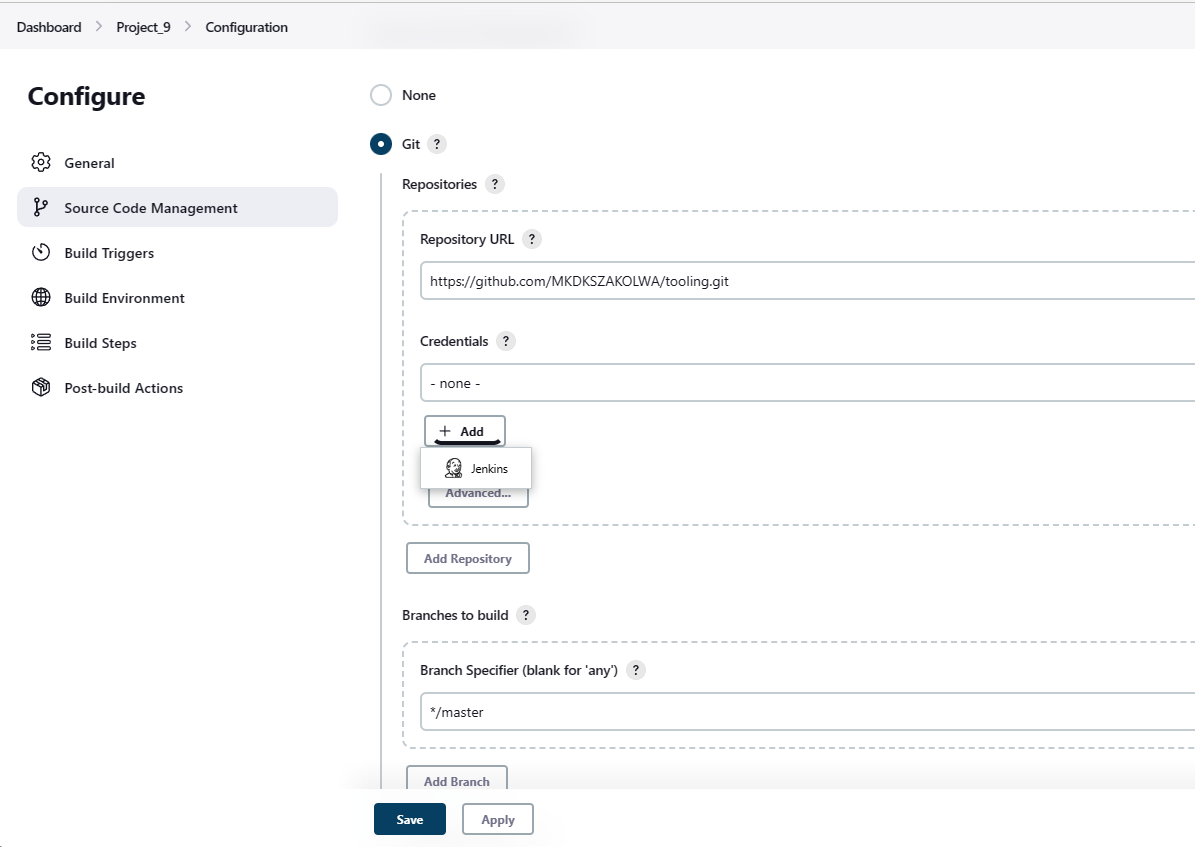 Dashboard > Project_9 > Configuration
Configure
General
Source Code Management
Build Triggers
Build Environment
Build Steps
Post-build Actions
None
Git ?
Repositories ?
Repository URL ?
https://github.com/MKDKSZAKOLWA/tooling.git
Credentials ?
- none -
+ Add
Jenkins
Advanced...
Add Repository
Branches to build ?
Branch Specifier (blank for 'any') ?
*/master
Add Branch
Save Apply